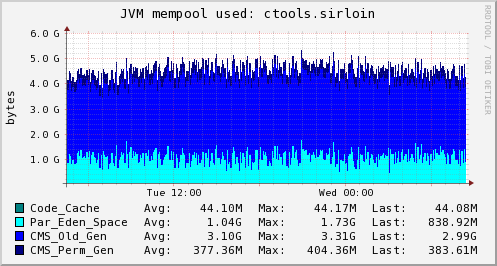 JVM mempool used: ctools.sirloin
RRDTOOL / TOBI OETIKER
bytes
6.0 G
5.0 G
4.0 G
3.0 G
2.0 G
1.0 G
Tue 12:00 Wed 00:00
Code_Cache Avg: 44.10M Max: 44.17M Last: 44.08M
Par_Eden_Space Avg: 1.04G Max: 1.73G Last: 838.92M
CMS_Old_Gen Avg: 3.10G Max: 3.31G Last: 2.99G
CMS_Perm_Gen Avg: 377.36M Max: 404.36M Last: 383.61M